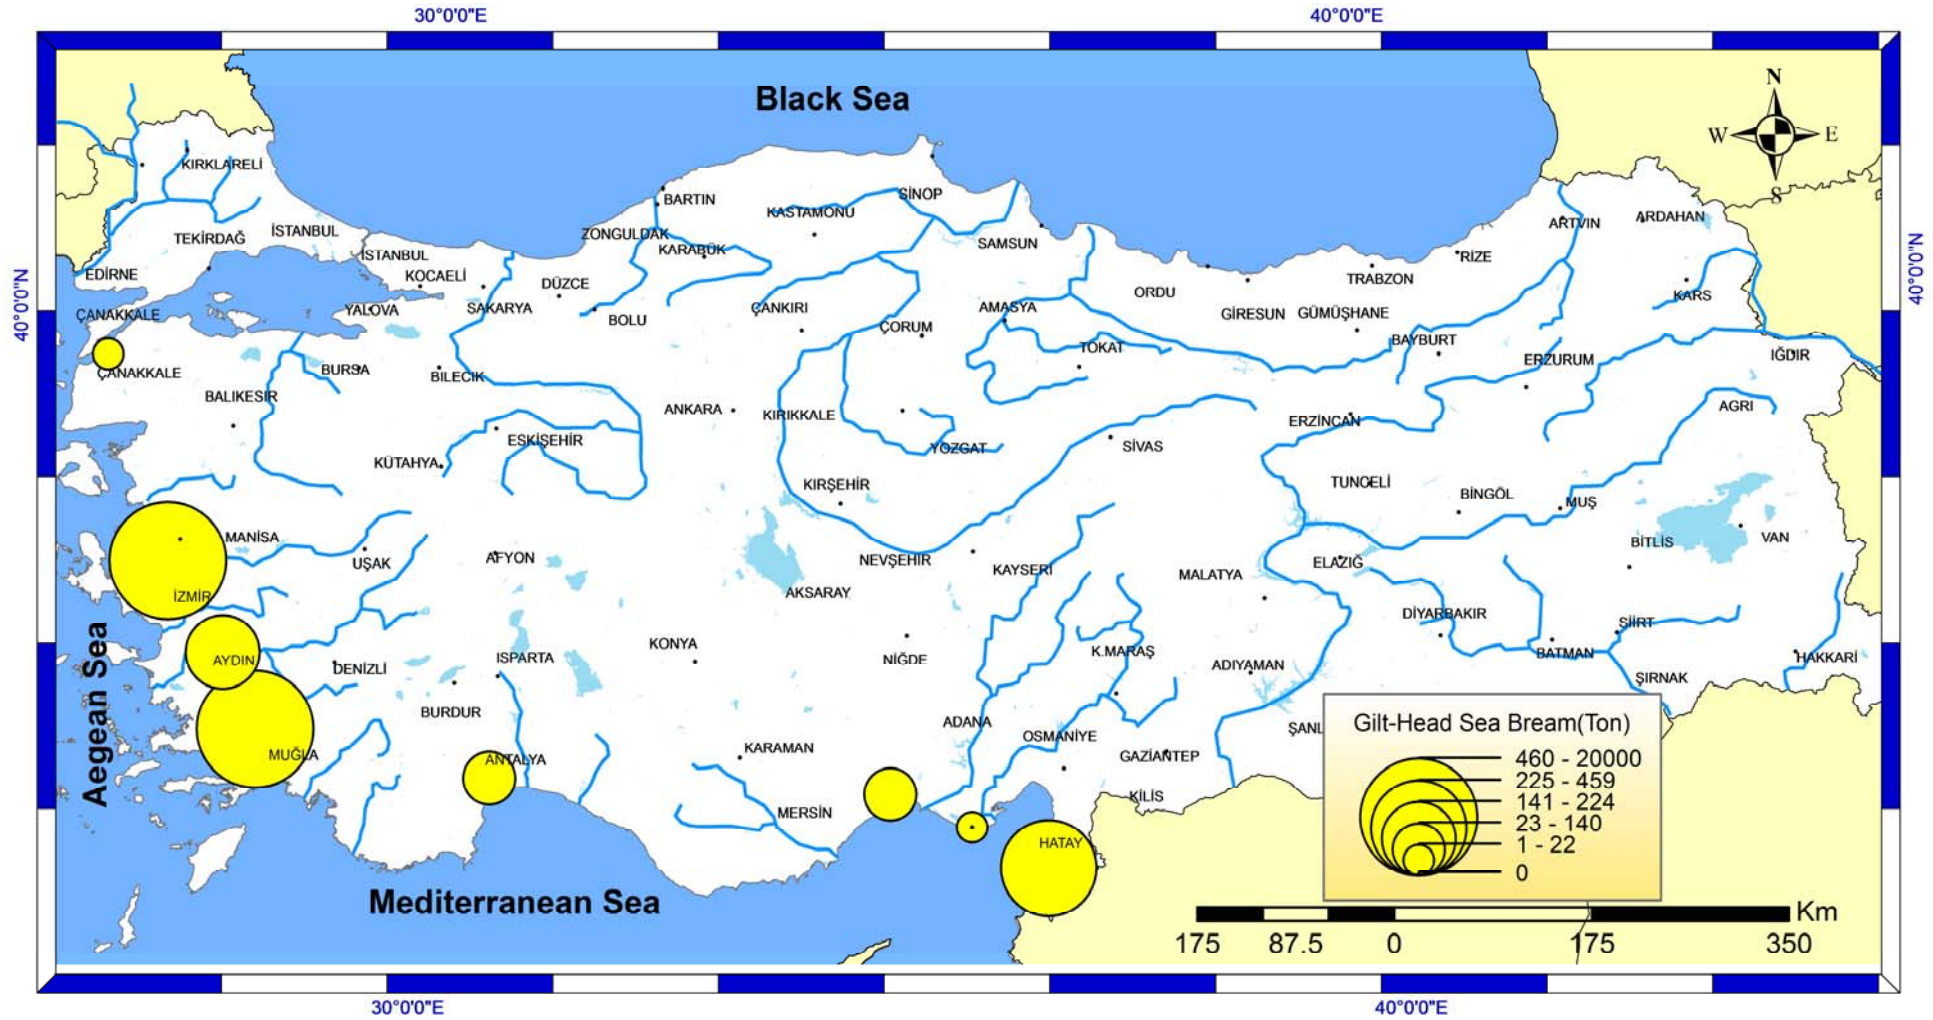 30°0'0"E
40°0'0"E
Black Sea
N
W
E
S
KIRKLARELİ
BARTIN
SİNOP
KASTAMONU
ARTVIN
ARDAHAN
TEKİRDAĞ
İSTANBUL
ZONGULDAK
KARABÜK
SAMSUN
İSTANBUL
RİZE
EDİRNE
KOCAELİ
DÜZCE
TRABZON
40°0'0"N
40°0'0"N
ÇANAKKALE
YALOVA
SAKARYA
BOLU
ÇANKIRI
ÇORUM
AMASYA
ORDU
GİRESUN
GÜMÜŞHANE
KARS
ÇANAKKALE
BURSA
BILECIK
TOKAT
BAYBURT
ERZURUM
IĞDIR
BALIKESIR
ANKARA
KIRIKKALE
ERZİNCAN
AGRI
ESKİŞEHİR
YOZGAT
SİVAS
KÜTAHYA
KIRŞEHİR
TUNCELİ
BİNGÖL
MUŞ
MANİSA
UŞAK
AFYON
NEVŞEHIR
KAYSERI
MALATYA
ELAZIĞ
BİTLİS
VAN
İZMİR
AKSARAY
DİYARBAKIR
SİİRT
AYDIN
DENIZLI
ISPARTA
KONYA
NİĞDE
K.MARAŞ
ADIYAMAN
BATMAN
HAKKARİ
ŞIRNAK
Aegean Sea
MUĞLA
BURDUR
ANTALYA
KARAMAN
ADANA
OSMANİYE
GAZİANTEP
ŞANL
KİLİS
MERSİN
HATAY
Mediterranean Sea
Gilt-Head Sea Bream(Ton)
460 - 20000
225 - 459
141 - 224
23 - 140
1 - 22
0
Km
175 87.5 0 175 350
30°0'0"E
40°0'0"E